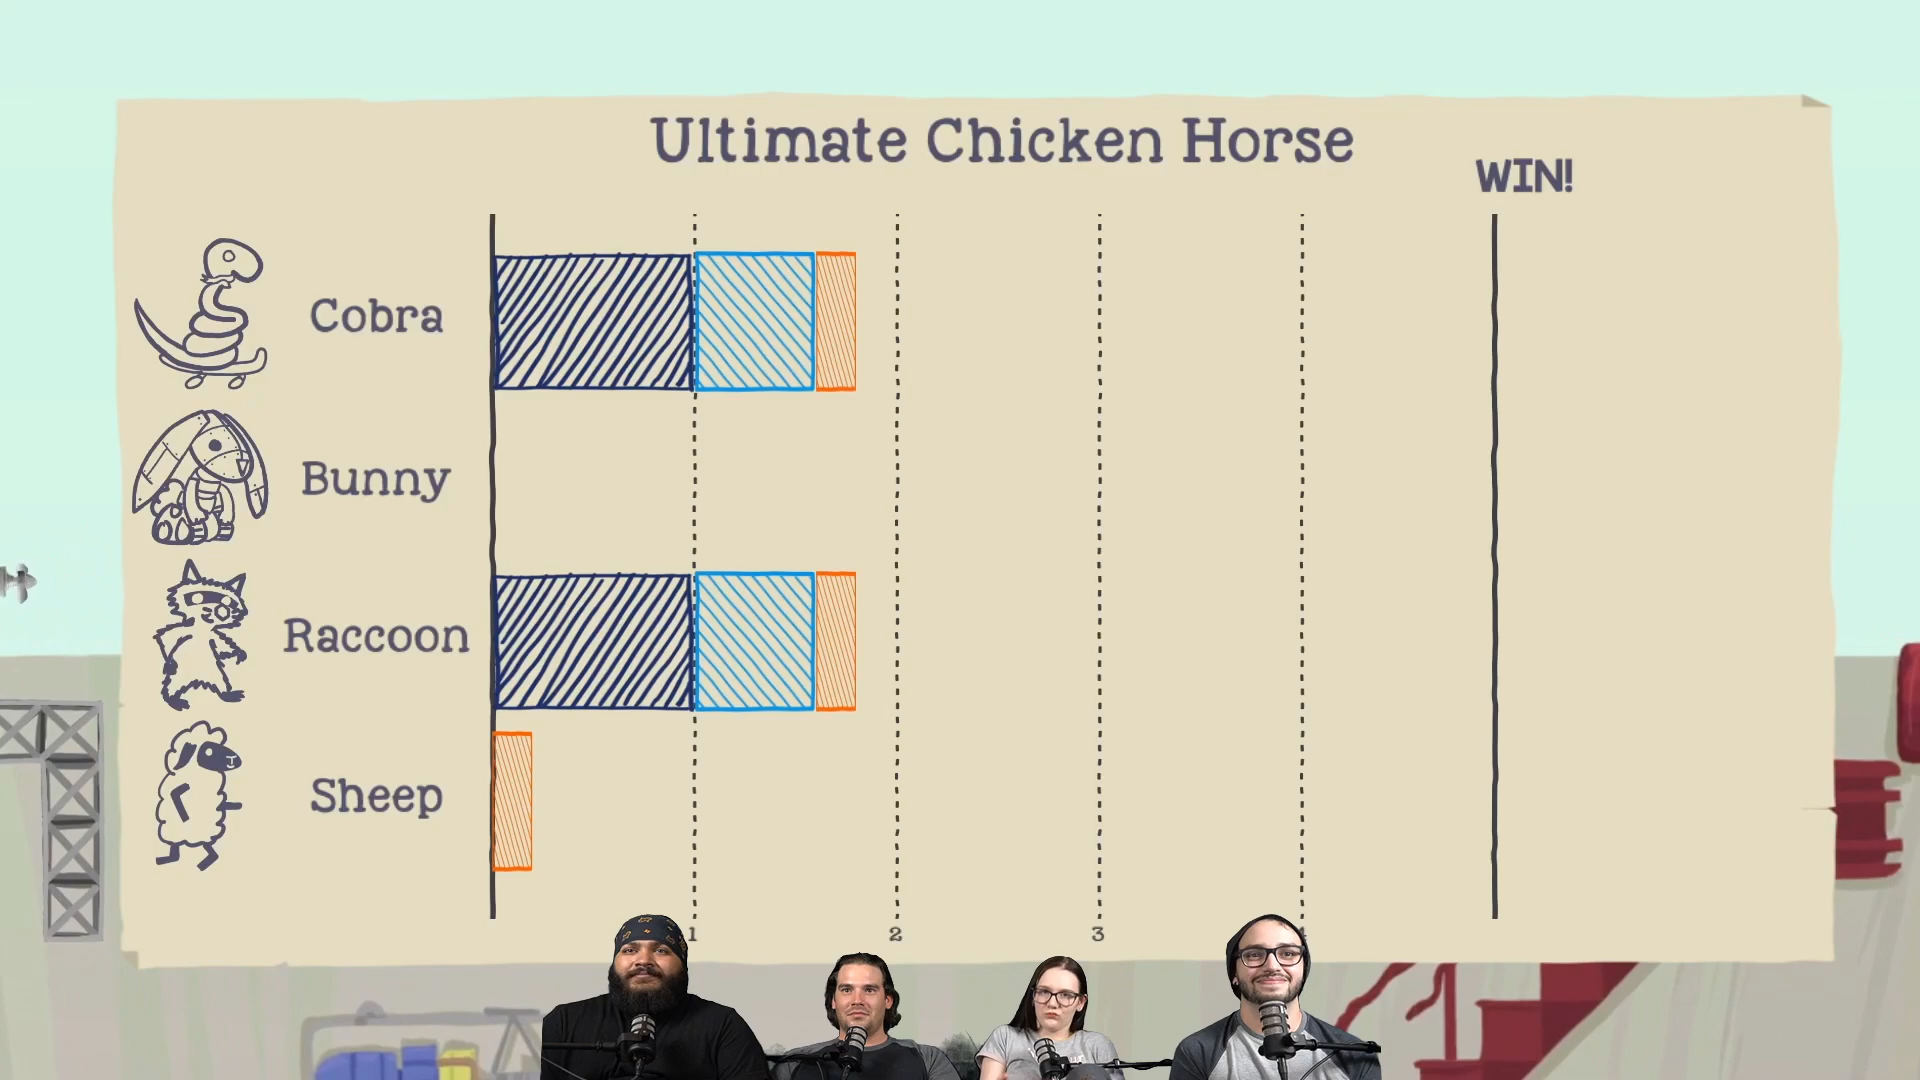 Ultimate Chicken Horse
WIN!
Cobra
Bunny
Raccoon
Sheep
1 2 3